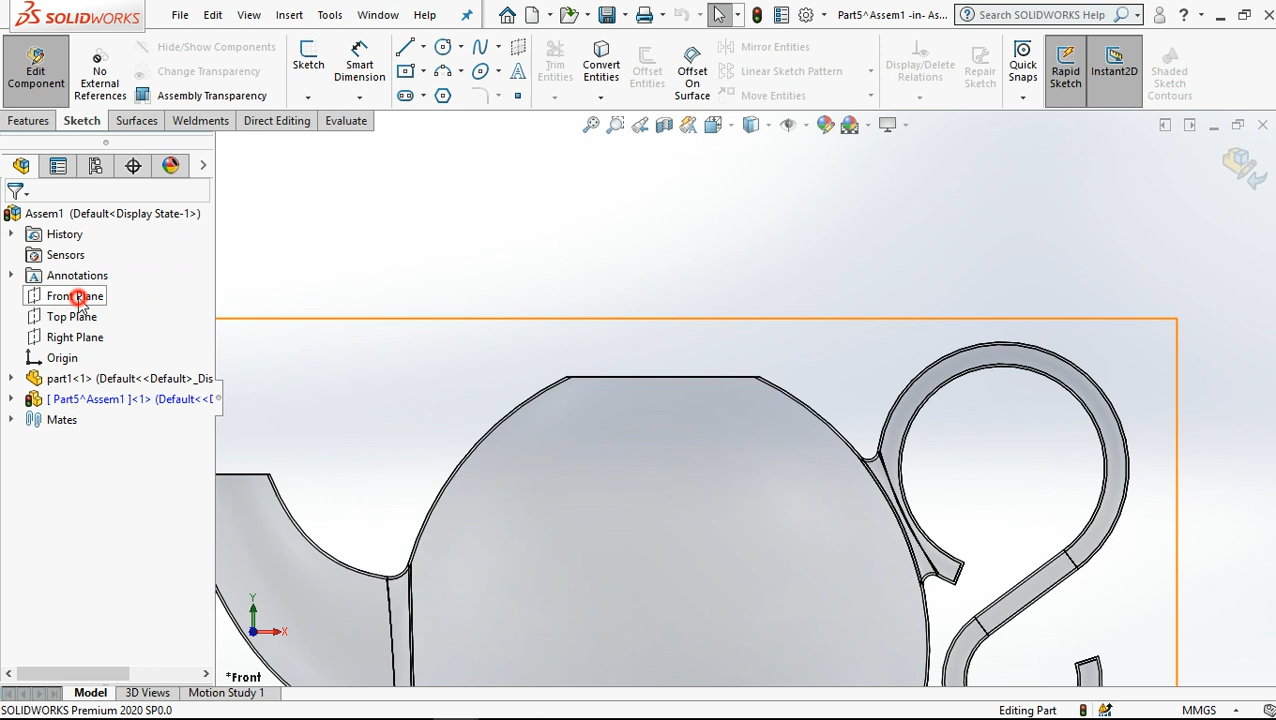 SOLIDWORKS File Edit View Insert Tools Window Help Part5^Assem1 -in- As... Search SOLIDWORKS Help ?
Edit Component
No External References
Hide/Show Components
Change Transparency
Assembly Transparency
Sketch
Smart Dimension
Trim Entities
Convert Entities
Offset Entities
Offset On Surface
Mirror Entities
Linear Sketch Pattern
Move Entities
Display/Delete Relations
Repair Sketch
Quick Snaps
Rapid Sketch
Instant2D
Shaded Sketch Contours
Features Sketch Surfaces Weldments Direct Editing Evaluate
Assem1 (Default<Display State-1>)
History
Sensors
Annotations
Front Plane
Top Plane
Right Plane
Origin
part1<1> (Default<<Default>_Dis
[ Part5^Assem1 ]<1> (Default<<D
Mates
Y
X
*Front
Model 3D Views Motion Study 1
SOLIDWORKS Premium 2020 SP0.0 Editing Part MMGS